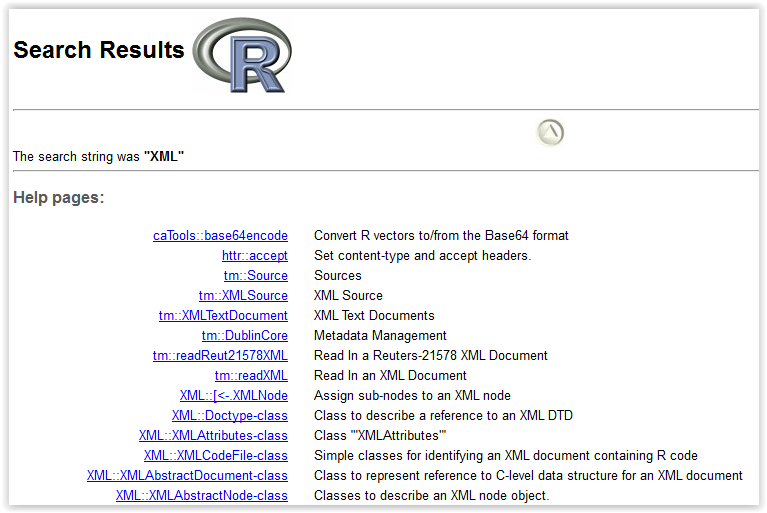 Search Results R
The search string was "XML"
Help pages:
caTools::base64encode Convert R vectors to/from the Base64 format
httr::accept Set content-type and accept headers.
tm::Source Sources
tm::XMLSource XML Source
tm::XMLTextDocument XML Text Documents
tm::DublinCore Metadata Management
tm::readReut21578XML Read In a Reuters-21578 XML Document
tm::readXML Read In an XML Document
XML::[<-.XMLNode Assign sub-nodes to an XML node
XML::Doctype-class Class to describe a reference to an XML DTD
XML::XMLAttributes-class Class '"XMLAttributes"'
XML::XMLCodeFile-class Simple classes for identifying an XML document containing R code
XML::XMLAbstractDocument-class Class to represent reference to C-level data structure for an XML document
XML::XMLAbstractNode-class Classes to describe an XML node object.